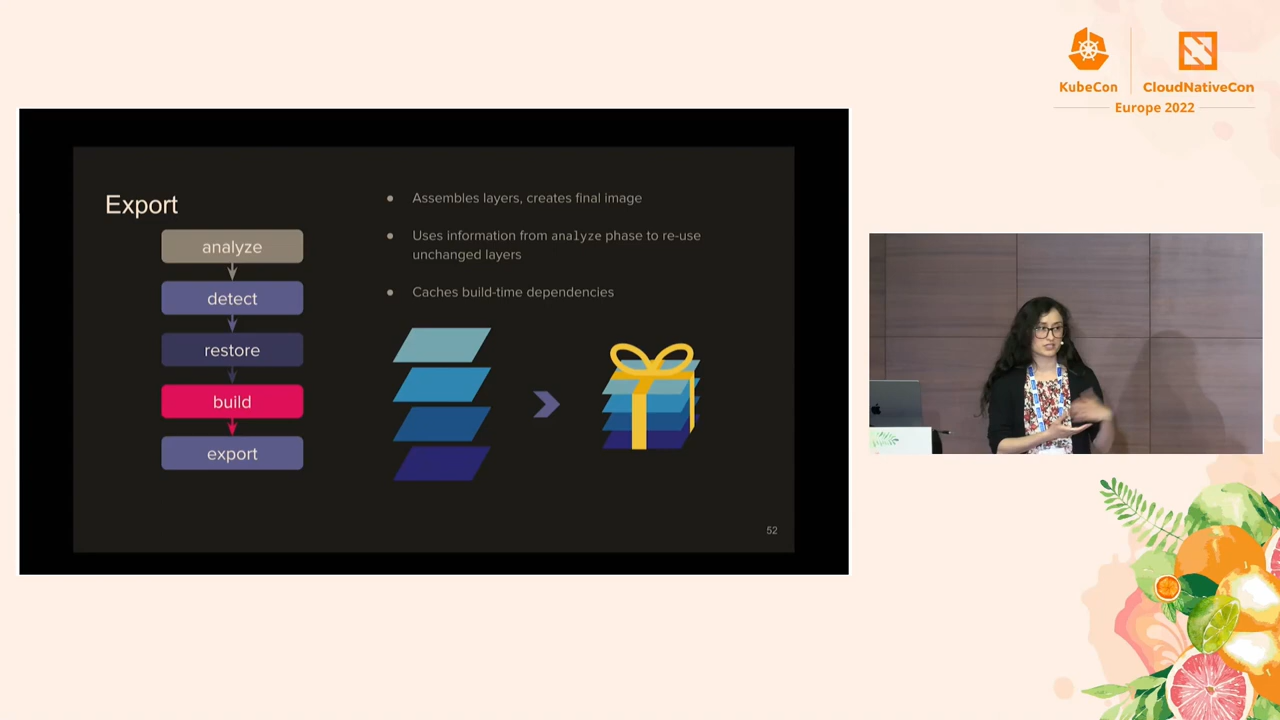 KubeCon
CloudNativeCon
Europe 2022
Export
analyze
detect
restore
build
export
Assembles layers, creates final image
Uses information from analyze phase to re-use
unchanged layers
Caches build-time dependencies
52